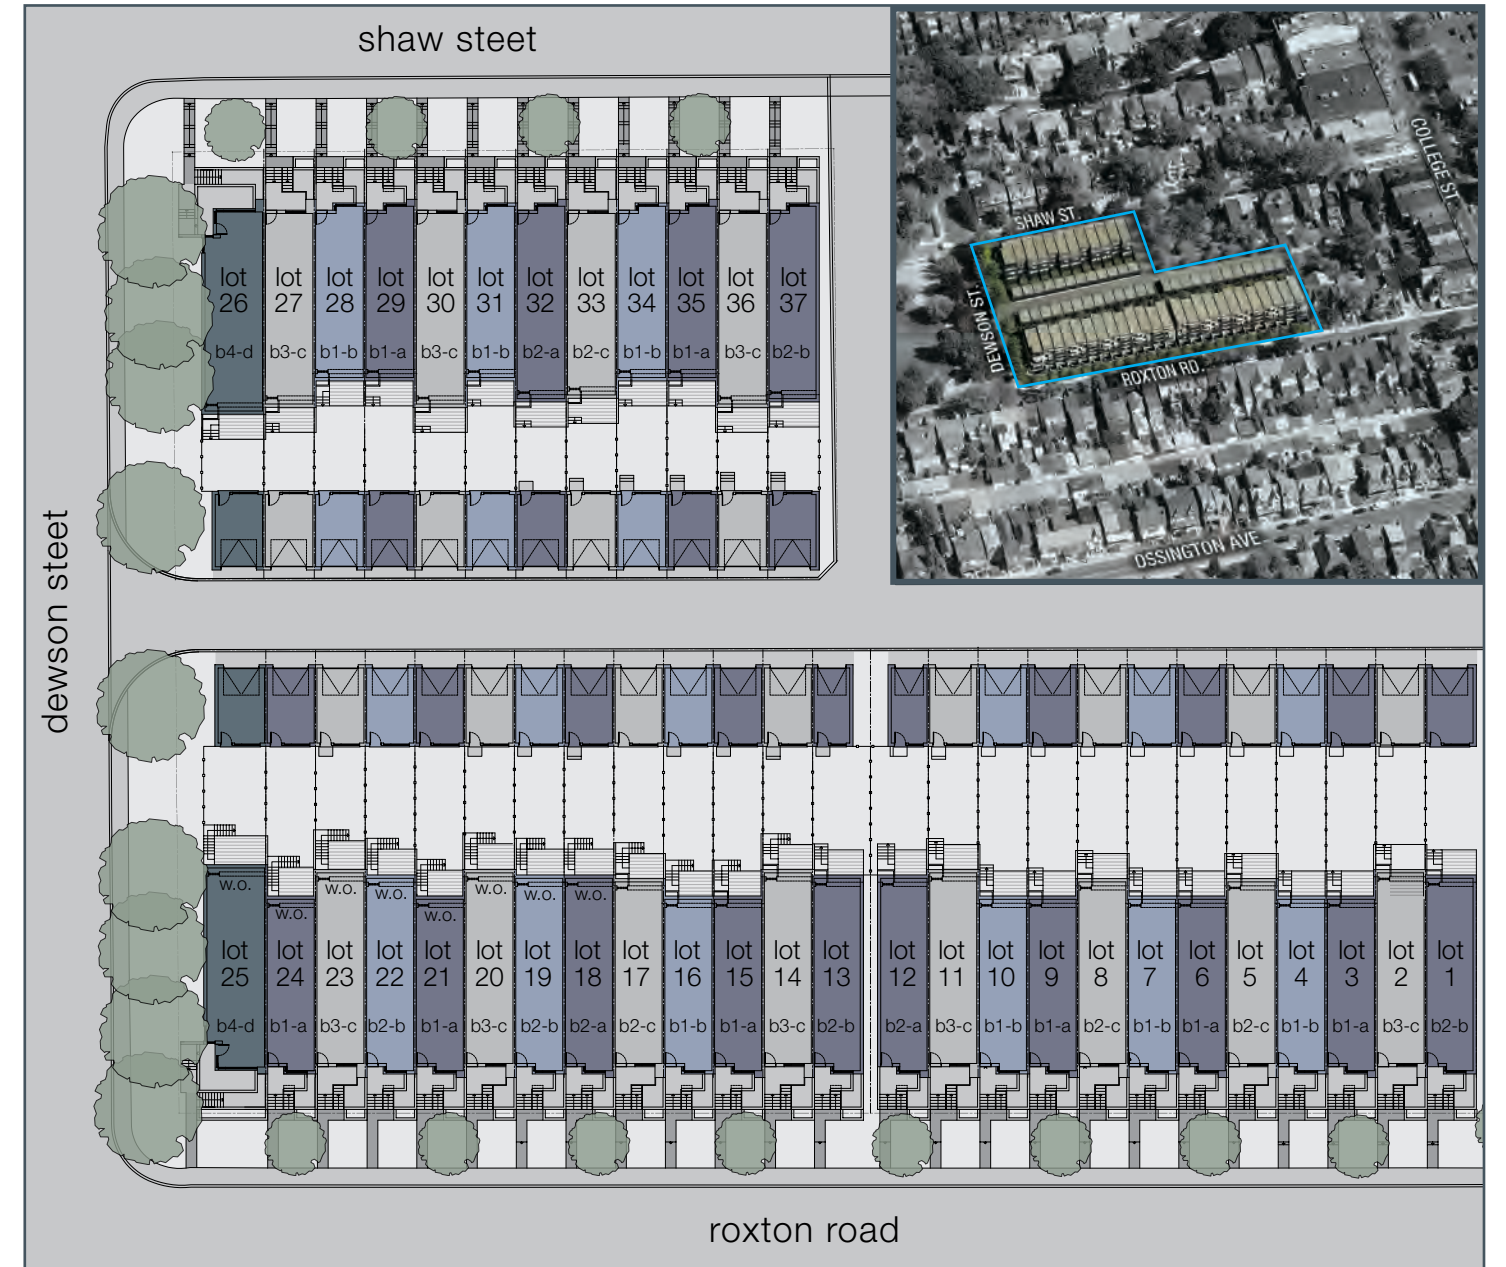 shaw steet
COLLEGE ST.
SHAW ST.
DEWSON ST.
ROXTON RD.
OSSINGTON AVE
lot lot lot lot lot lot lot lot lot lot lot lot
26 27 28 29 30 31 32 33 34 35 36 37
b4-d b3-c b1-b b1-a b3-c b1-b b2-a b2-c b1-b b1-a b3-c b2-b
dewson steet
w.o. w.o. w.o. w.o. w.o. w.o. w.o. w.o.
lot lot lot lot lot lot lot lot lot lot lot lot lot lot lot lot lot lot lot lot lot lot lot lot lot
25 24 23 22 21 20 19 18 17 16 15 14 13 12 11 10 9 8 7 6 5 4 3 2 1
b4-d b1-a b3-c b2-b b1-a b3-c b2-b b2-a b2-c b1-b b1-a b3-c b2-b b2-a b3-c b1-b b1-a b2-c b1-b b1-a b2-c b1-b b1-a b3-c b2-b
roxton road